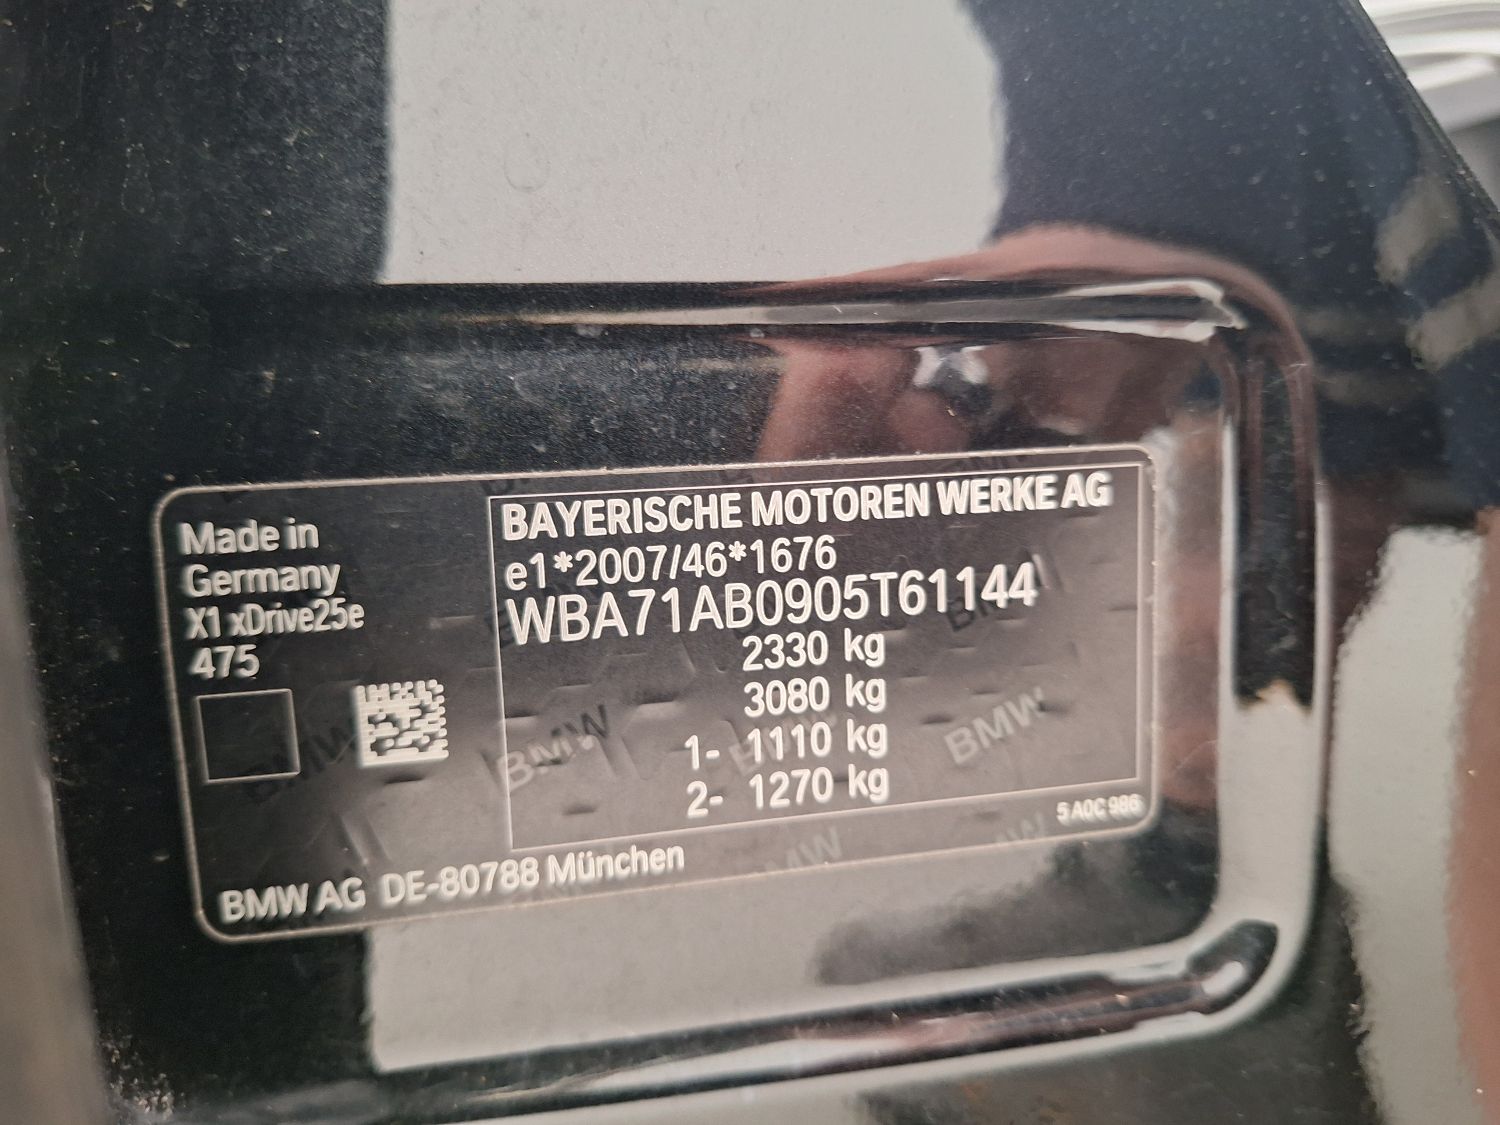 Made in
Germany
X1 xDrive25e
475
BAYERISCHE MOTOREN WERKE AG
e1*2007/46*1676
WBA71AB0905T61144
2330 kg
3080 kg
1- 1110 kg
2- 1270 kg
5 A0C 986
BMW AG DE-80788 München